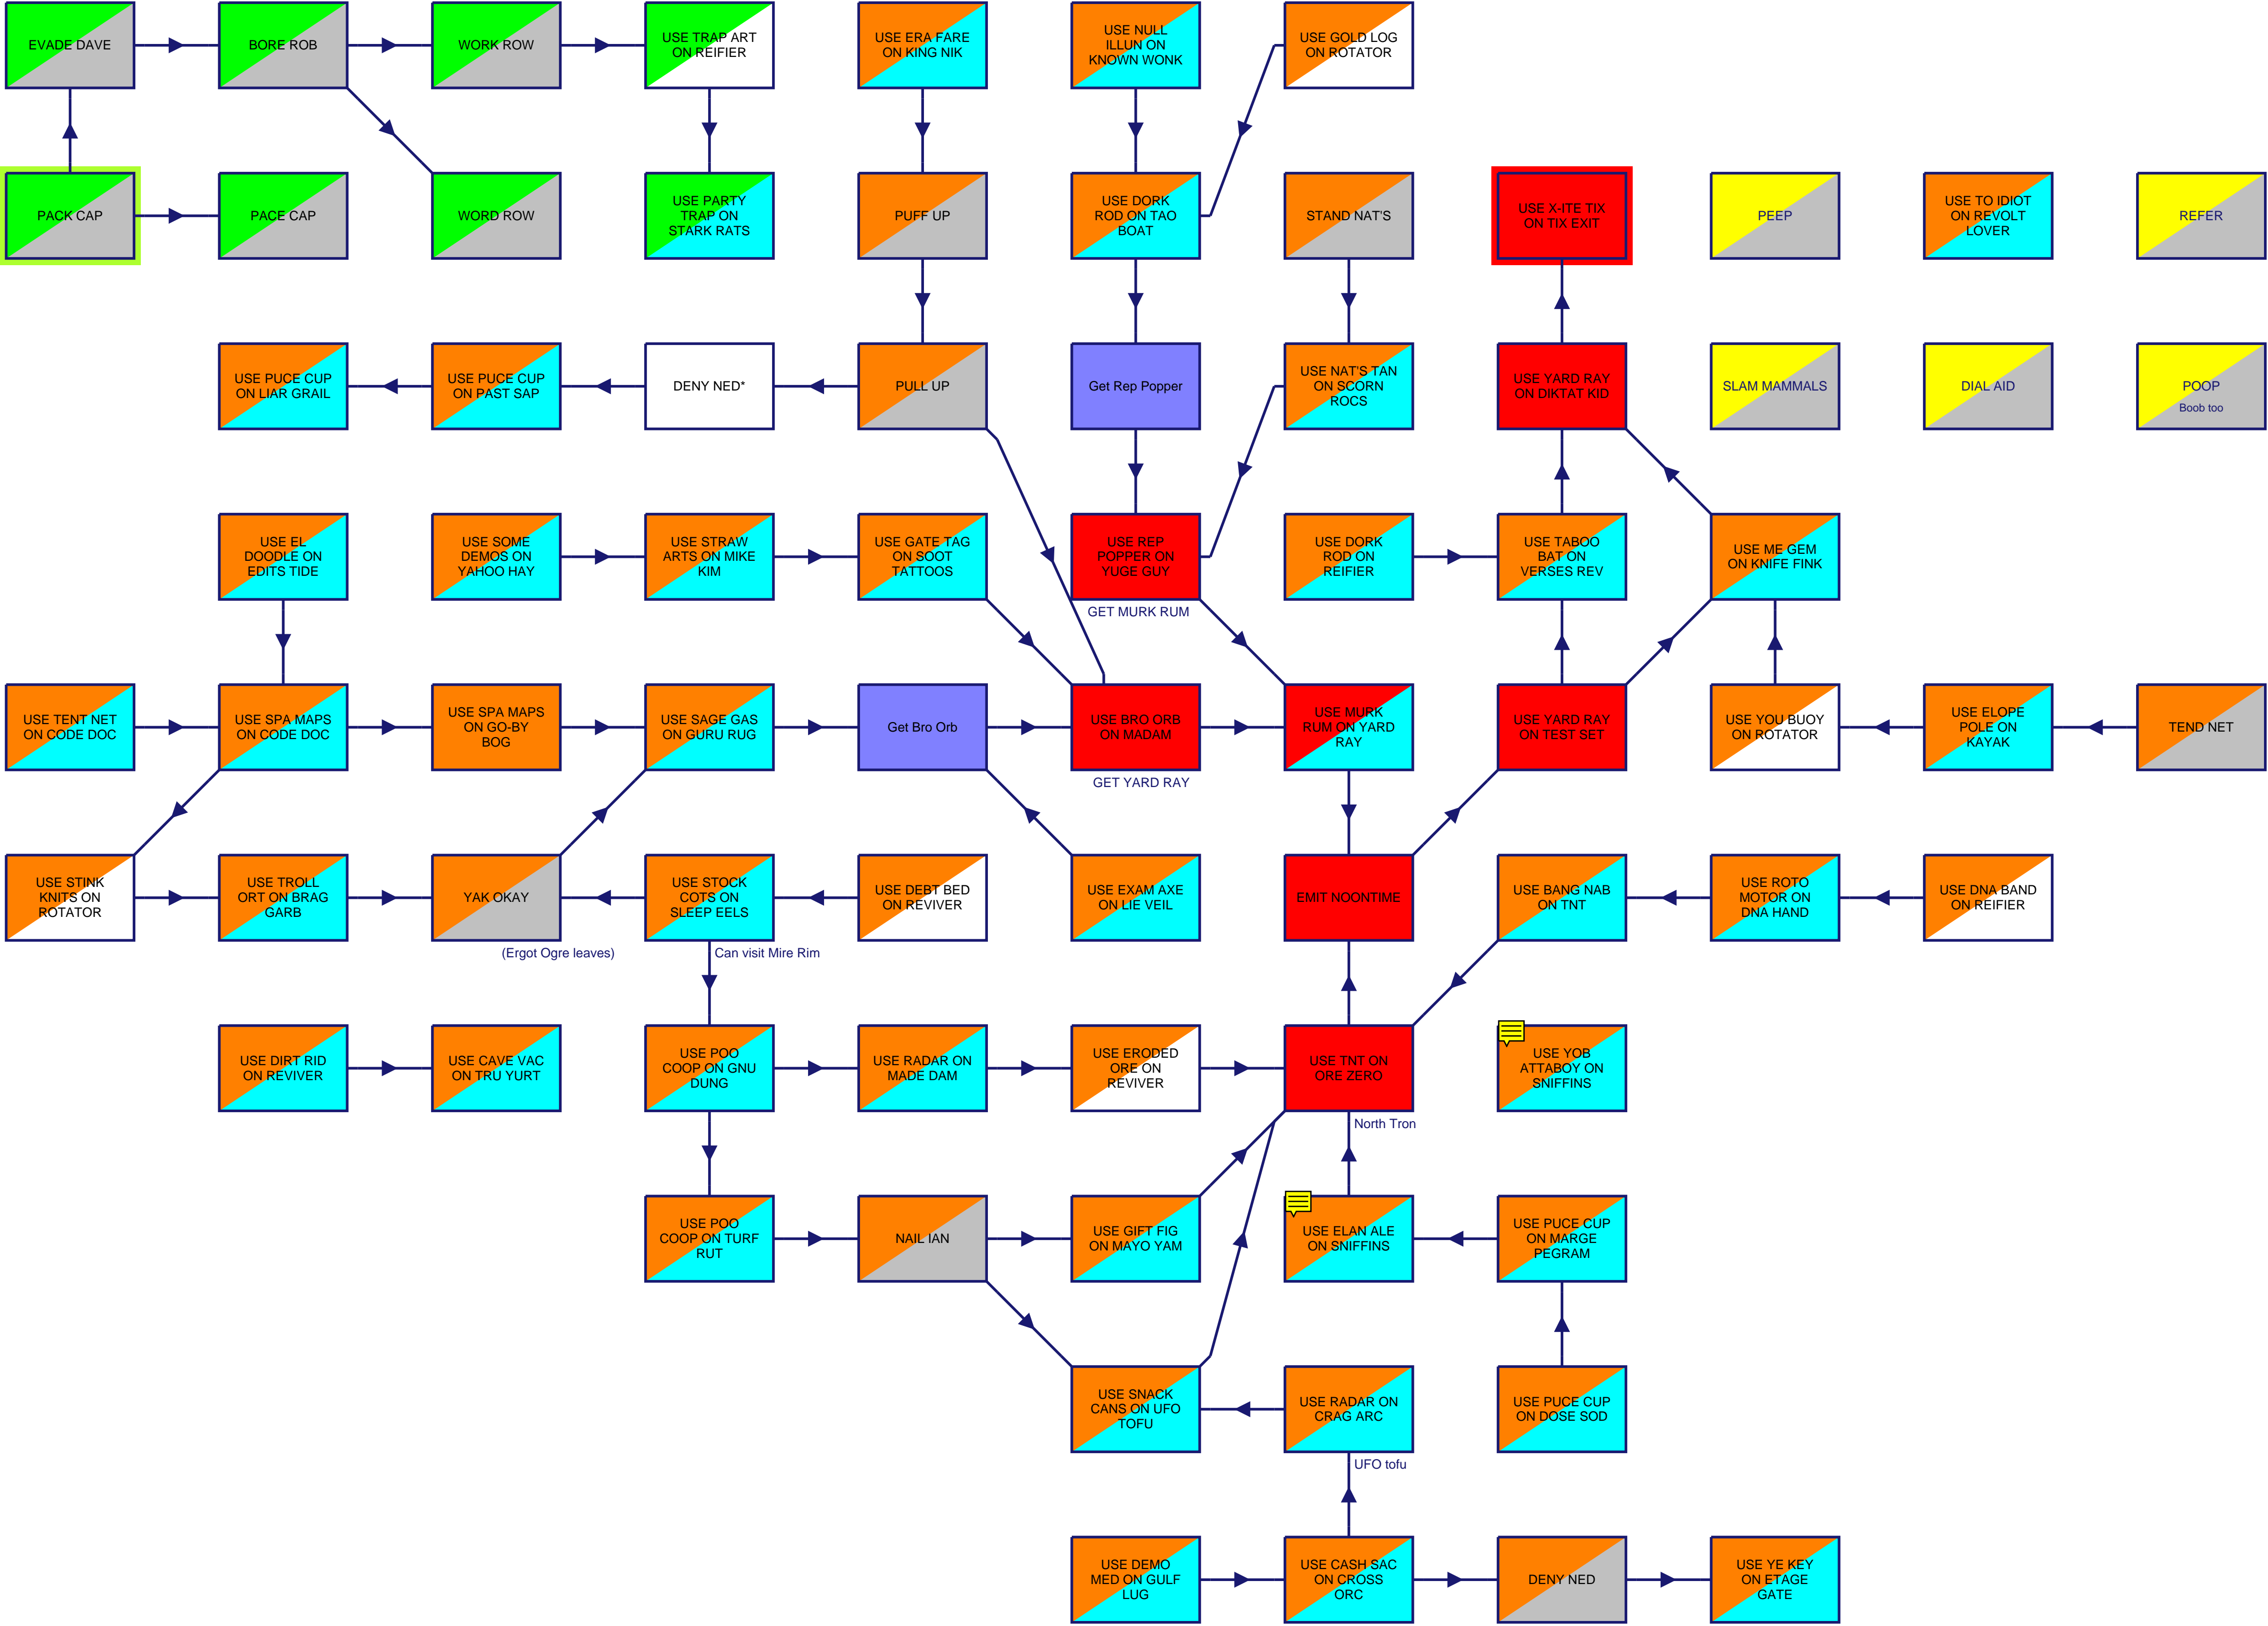 EVADE DAVE
BORE ROB
WORK ROW
USE TRAP ART
ON REIFIER
USE ERA FARE
ON KING NIK
USE NULL
ILLUN ON
KNOWN WONK
USE GOLD LOG
ON ROTATOR
PACK CAP
PACE CAP
WORD ROW
USE PARTY
TRAP ON
STARK RATS
PUFF UP
USE DORK
ROD ON TAO
BOAT
STAND NAT'S
USE X-ITE TIX
ON TIX EXIT
PEEP
USE TO IDIOT
ON REVOLT
LOVER
REFER
USE PUCE CUP
ON LIAR GRAIL
USE PUCE CUP
ON PAST SAP
DENY NED*
PULL UP
Get Rep Popper
USE NAT'S TAN
ON SCORN
ROCS
USE YARD RAY
ON DIKTAT KID
SLAM MAMMALS
DIAL AID
POOP
Boob too
USE EL
DOODLE ON
EDITS TIDE
USE SOME
DEMOS ON
YAHOO HAY
USE STRAW
ARTS ON MIKE
KIM
USE GATE TAG
ON SOOT
TATTOOS
USE REP
POPPER ON
YUGE GUY
GET MURK RUM
USE DORK
ROD ON
REIFIER
USE TABOO
BAT ON
VERSES REV
USE ME GEM
ON KNIFE FINK
USE TENT NET
ON CODE DOC
USE SPA MAPS
ON CODE DOC
USE SPA MAPS
ON GO-BY
BOG
USE SAGE GAS
ON GURU RUG
Get Bro Orb
USE BRO ORB
ON MADAM
GET YARD RAY
USE MURK
RUM ON YARD
RAY
USE YARD RAY
ON TEST SET
USE YOU BUOY
ON ROTATOR
USE ELOPE
POLE ON
KAYAK
TEND NET
USE STINK
KNITS ON
ROTATOR
USE TROLL
ORT ON BRAG
GARB
YAK OKAY
(Ergot Ogre leaves)
USE STOCK
COTS ON
SLEEP EELS
Can visit Mire Rim
USE DEBT BED
ON REVIVER
USE EXAM AXE
ON LIE VEIL
EMIT NOONTIME
USE BANG NAB
ON TNT
USE ROTO
MOTOR ON
DNA HAND
USE DNA BAND
ON REIFIER
USE DIRT RID
ON REVIVER
USE CAVE VAC
ON TRU YURT
USE POO
COOP ON GNU
DUNG
USE RADAR ON
MADE DAM
USE ERODED
ORE ON
REVIVER
USE TNT ON
ORE ZERO
North Tron
USE YOB
ATTABOY ON
SNIFFINS
USE POO
COOP ON TURF
RUT
NAIL IAN
USE GIFT FIG
ON MAYO YAM
USE ELAN ALE
ON SNIFFINS
USE PUCE CUP
ON MARGE
PEGRAM
USE SNACK
CANS ON UFO
TOFU
USE RADAR ON
CRAG ARC
UFO tofu
USE PUCE CUP
ON DOSE SOD
USE DEMO
MED ON GULF
LUG
USE CASH SAC
ON CROSS
ORC
DENY NED
USE YE KEY
ON ETAGE
GATE